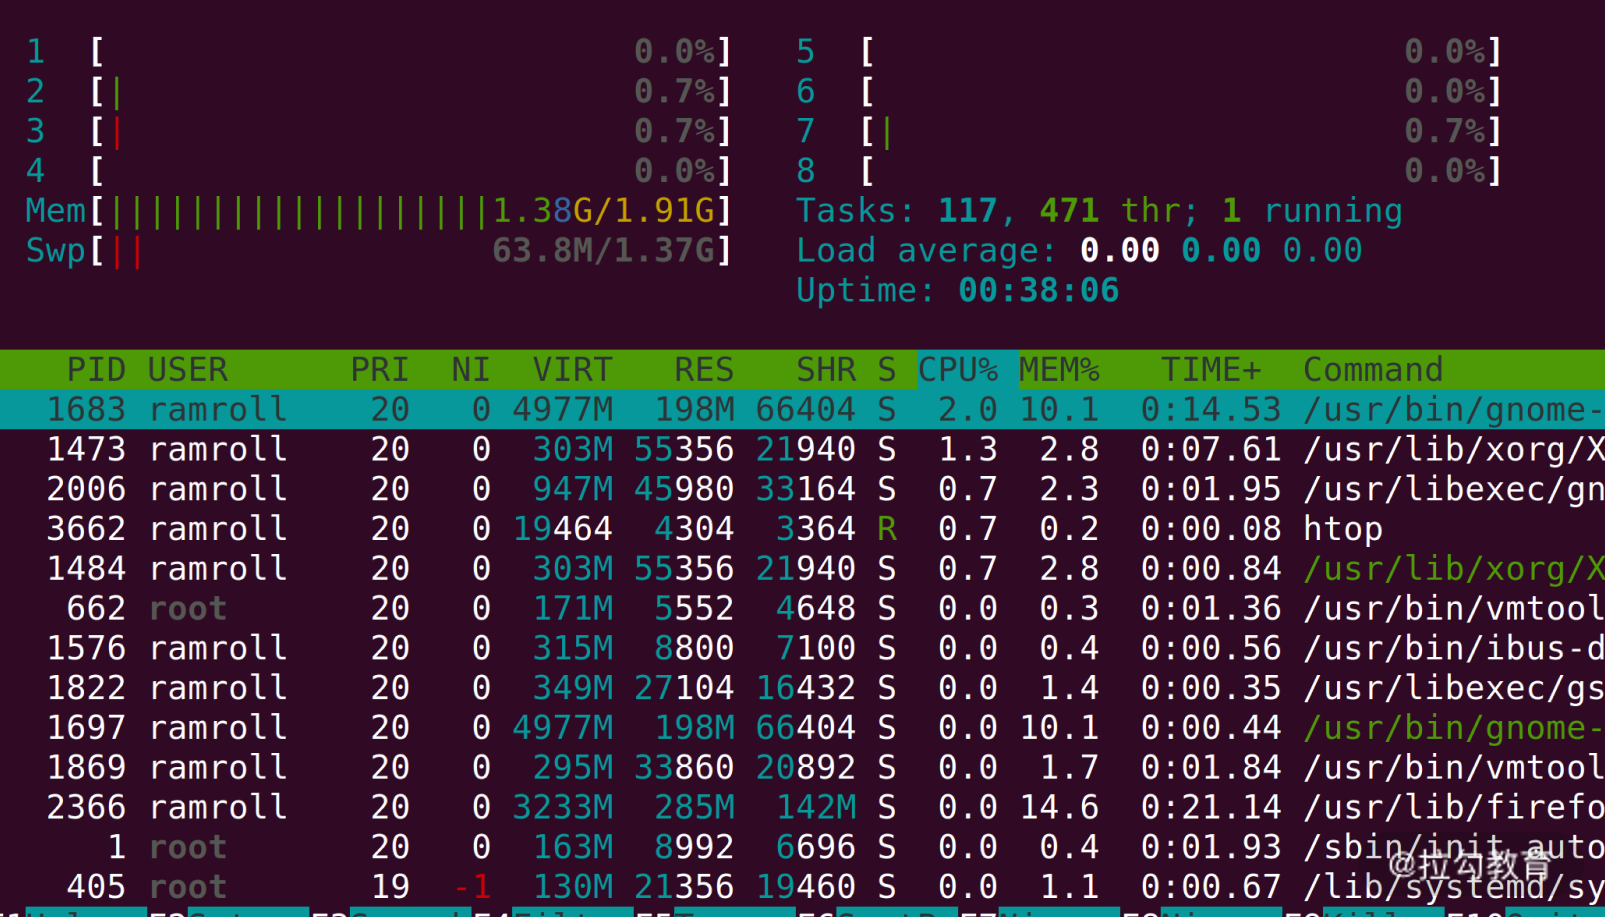 1 [ 0.0%] 5 [ 0.0%]
2 [| 0.7%] 6 [ 0.0%]
3 [| 0.7%] 7 [| 0.7%]
4 [ 0.0%] 8 [ 0.0%]
Mem[|||||||||||||||||||1.38G/1.91G] Tasks: 117, 471 thr; 1 running
Swp[|| 63.8M/1.37G] Load average: 0.00 0.00 0.00
Uptime: 00:38:06
PID USER PRI NI VIRT RES SHR S CPU% MEM% TIME+ Command
1683 ramroll 20 0 4977M 198M 66404 S 2.0 10.1 0:14.53 /usr/bin/gnome-
1473 ramroll 20 0 303M 55356 21940 S 1.3 2.8 0:07.61 /usr/lib/xorg/X
2006 ramroll 20 0 947M 45980 33164 S 0.7 2.3 0:01.95 /usr/libexec/gn
3662 ramroll 20 0 19464 4304 3364 R 0.7 0.2 0:00.08 htop
1484 ramroll 20 0 303M 55356 21940 S 0.7 2.8 0:00.84 /usr/lib/xorg/X
662 root 20 0 171M 5552 4648 S 0.0 0.3 0:01.36 /usr/bin/vmtool
1576 ramroll 20 0 315M 8800 7100 S 0.0 0.4 0:00.56 /usr/bin/ibus-d
1822 ramroll 20 0 349M 27104 16432 S 0.0 1.4 0:00.35 /usr/libexec/gs
1697 ramroll 20 0 4977M 198M 66404 S 0.0 10.1 0:00.44 /usr/bin/gnome-
1869 ramroll 20 0 295M 33860 20892 S 0.0 1.7 0:01.84 /usr/bin/vmtool
2366 ramroll 20 0 3233M 285M 142M S 0.0 14.6 0:21.14 /usr/lib/firefo
1 root 20 0 163M 8992 6696 S 0.0 0.4 0:01.93 /sbin/init auto
405 root 19 -1 130M 21356 19460 S 0.0 1.1 0:00.67 /lib/systemd/sy
@拉勾教育